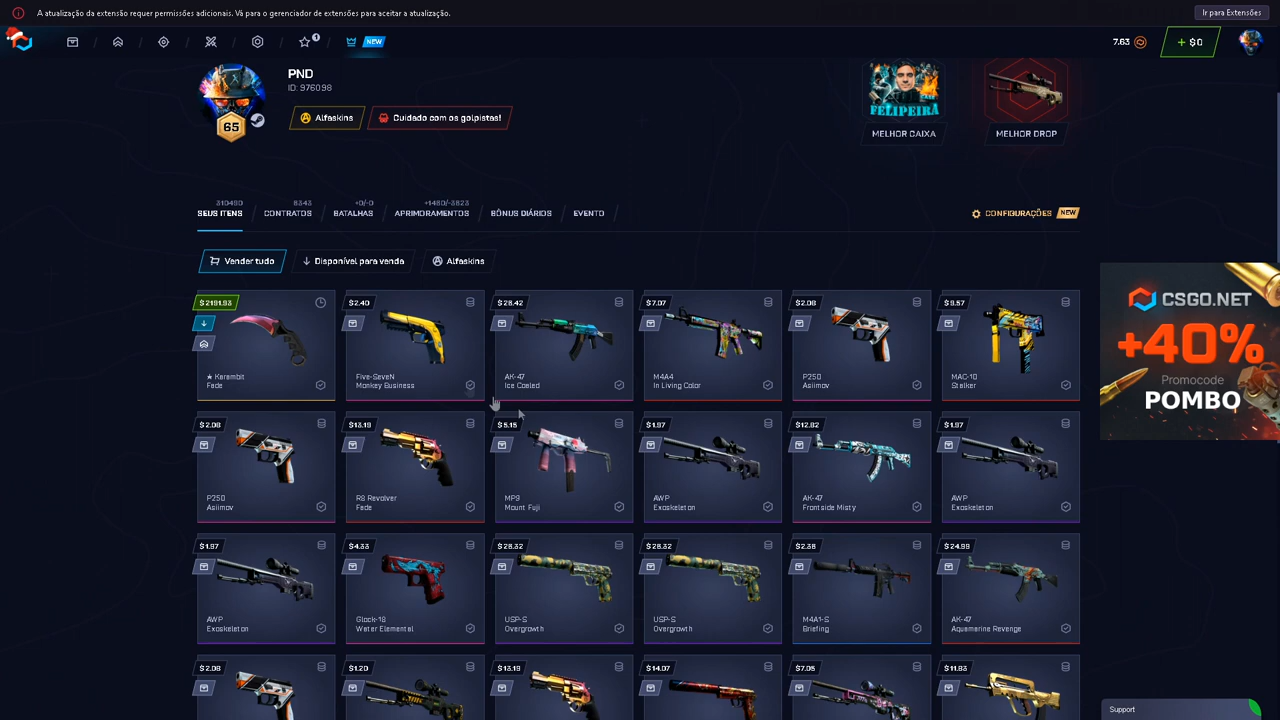 A atualização da extensão requer permissões adicionais. Vá para o gerenciador de extensões para aceitar a atualização.
Ir para Extensões
1
NEW
7.63
+ $0
PND
ID: 976098
65
Alfaskins
Cuidado com os golpistas!
FELIPEIRA
MELHOR CAIXA
MELHOR DROP
310490
SEUS ITENS
8343
CONTRATOS
+0/-0
BATALHAS
+1480/-3823
APRIMORAMENTOS
BÔNUS DIÁRIOS
EVENTO
CONFIGURAÇÕES
NEW
Vender tudo
Disponível para venda
Alfaskins
$2191.93
★ Karambit
Fade
$2.40
Five-SeveN
Monkey Business
$26.42
AK-47
Ice Coaled
$7.07
M4A4
In Living Color
$2.08
P250
Asiimov
$9.57
MAC-10
Stalker
$2.08
P250
Asiimov
$13.19
R8 Revolver
Fade
$5.15
MP9
Mount Fuji
$1.97
AWP
Exoskeleton
$12.82
AK-47
Frontside Misty
$1.97
AWP
Exoskeleton
$1.97
AWP
Exoskeleton
$4.33
Glock-18
Water Elemental
$28.32
USP-S
Overgrowth
$28.32
USP-S
Overgrowth
$2.38
M4A1-S
Briefing
$24.99
AK-47
Aquamarine Revenge
$2.08
$1.20
$13.19
$14.07
$7.05
$11.83
CSGO.NET
+40%
Promocode
POMBO
Support